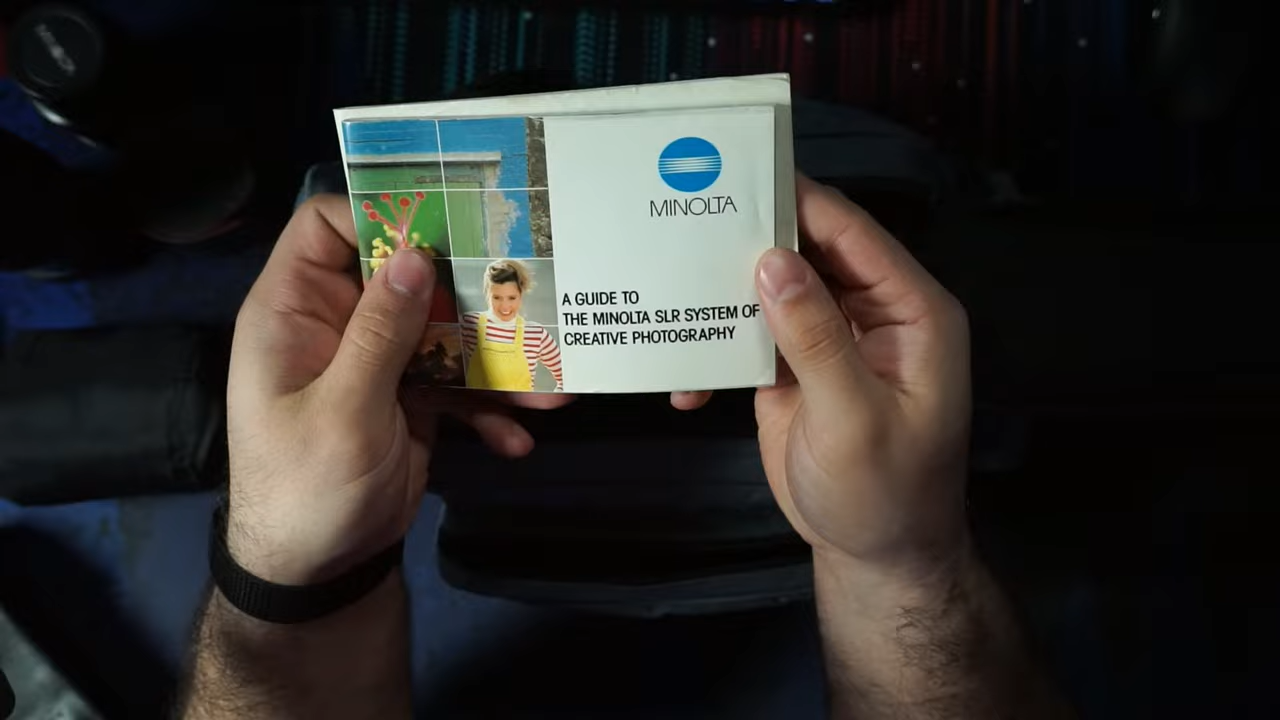 MINOLTA
A GUIDE TO
THE MINOLTA SLR SYSTEM OF
CREATIVE PHOTOGRAPHY